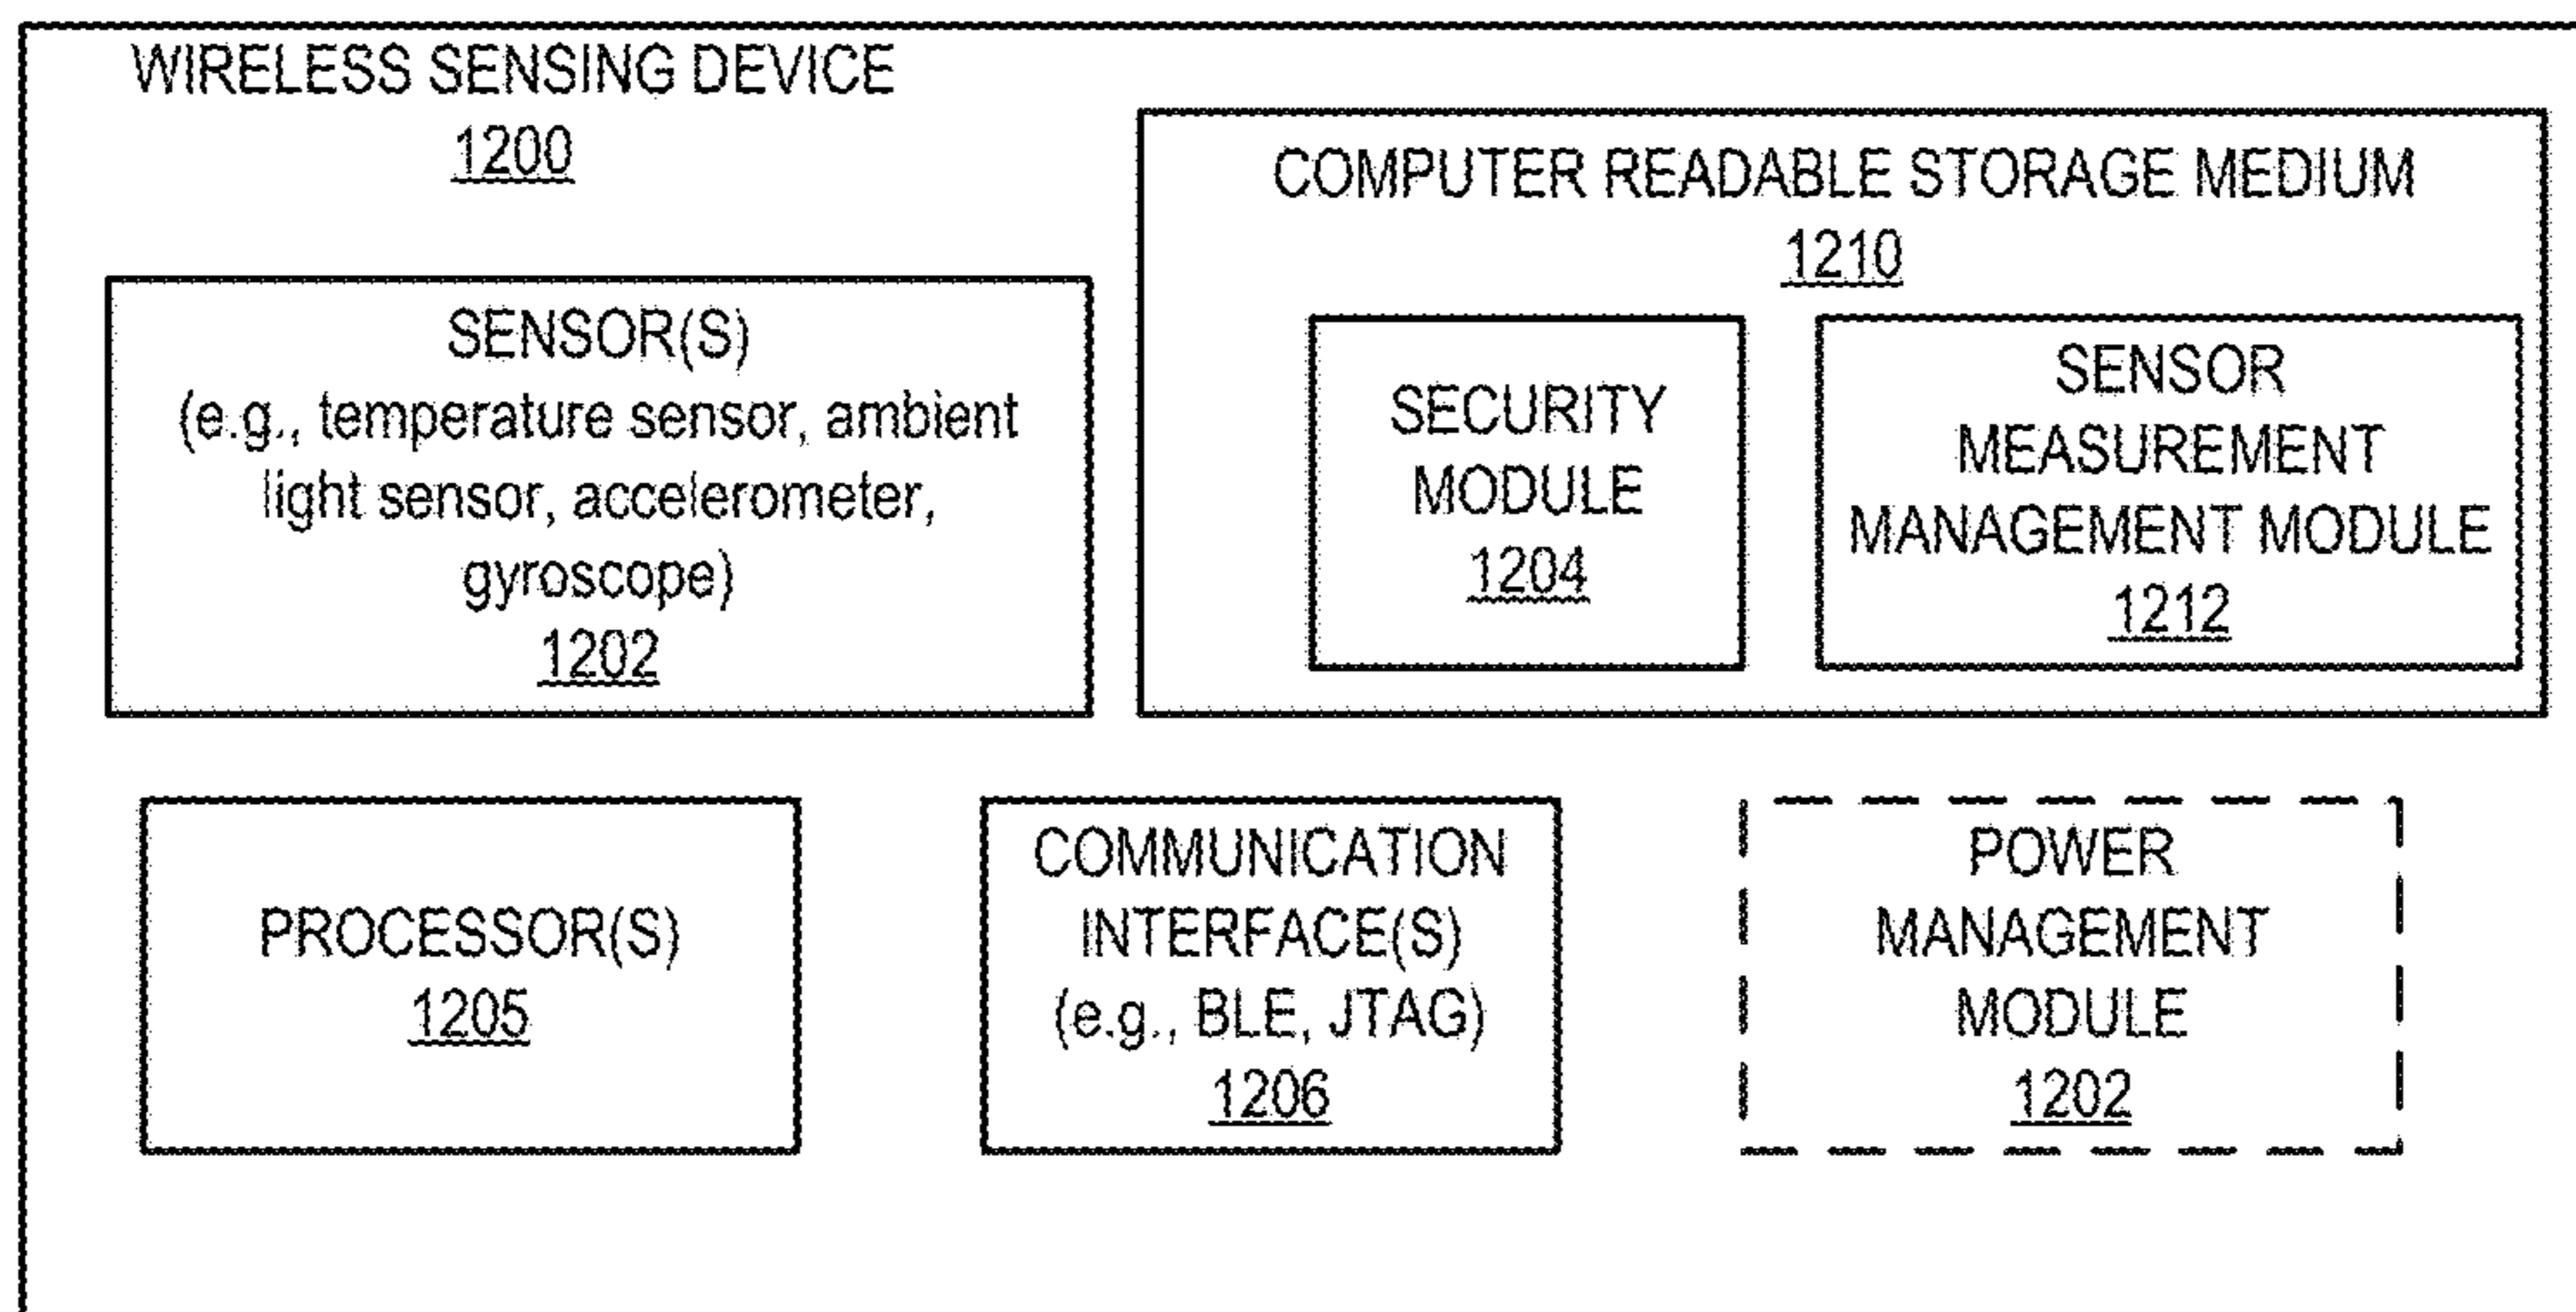 WIRELESS SENSING DEVICE
1200
COMPUTER READABLE STORAGE MEDIUM
1210
SENSOR(S)
(e.g., temperature sensor, ambient
light sensor, accelerometer,
gyroscope)
1202
SECURITY
MODULE
1204
SENSOR
MEASUREMENT
MANAGEMENT MODULE
1212
PROCESSOR(S)
1205
COMMUNICATION
INTERFACE(S)
(e.g., BLE, JTAG)
1206
POWER
MANAGEMENT
MODULE
1202